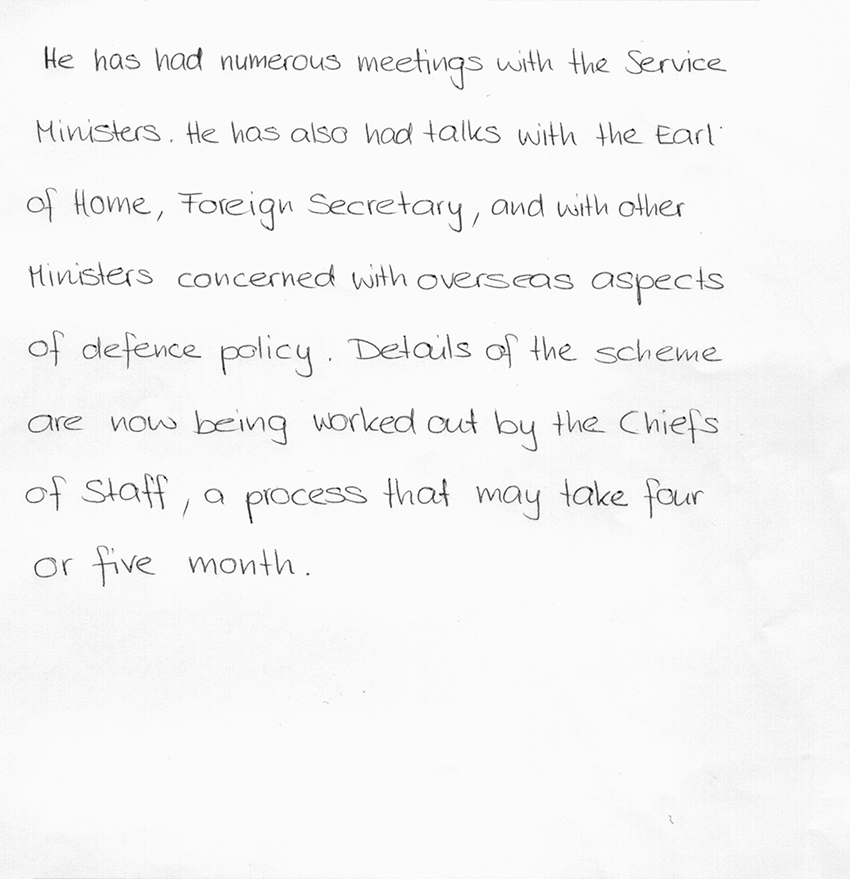 He has had numerous meetings with the Service
Ministers. He has also had talks with the Earl
of Home, Foreign Secretary, and with other
Ministers concerned with overseas aspects
of defence policy. Details of the scheme
are now being worked out by the Chiefs
of Staff, a process that may take four
or five month.